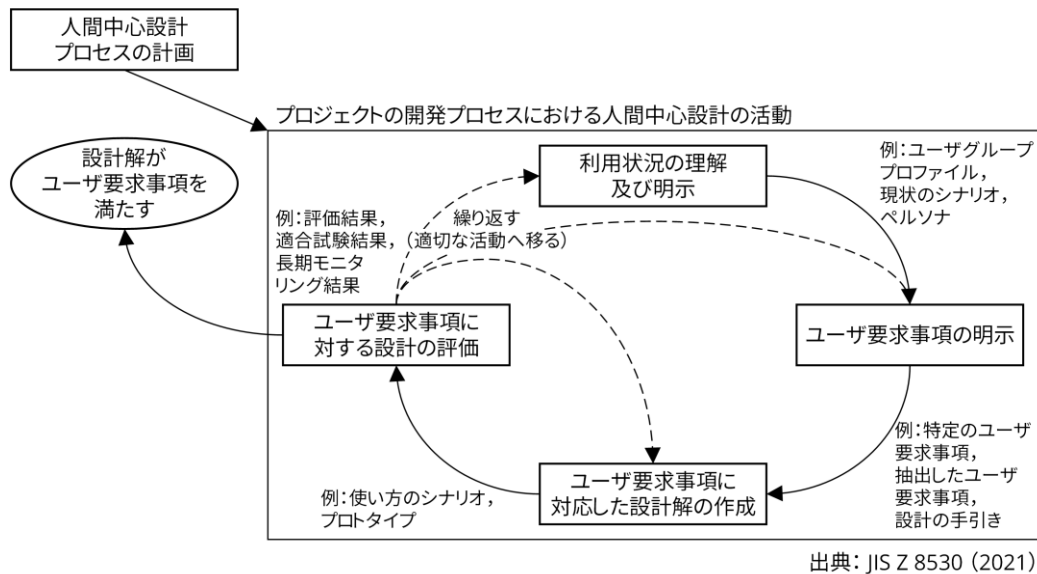 人間中心設計
プロセスの計画
プロジェクトの開発プロセスにおける人間中心設計の活動
設計解が
ユーザ要求事項を
満たす
利用状況の理解
及び明示
例：ユーザグループ
プロファイル，
現状のシナリオ，
ペルソナ
例：評価結果，
適合試験結果，
長期モニタ
リング結果
繰り返す
（適切な活動へ移る）
ユーザ要求事項に
対する設計の評価
ユーザ要求事項の明示
例：特定のユーザ
要求事項，
抽出したユーザ
要求事項，
設計の手引き
ユーザ要求事項に
対応した設計解の作成
例：使い方のシナリオ，
プロトタイプ
出典： JIS Z 8530 （2021）